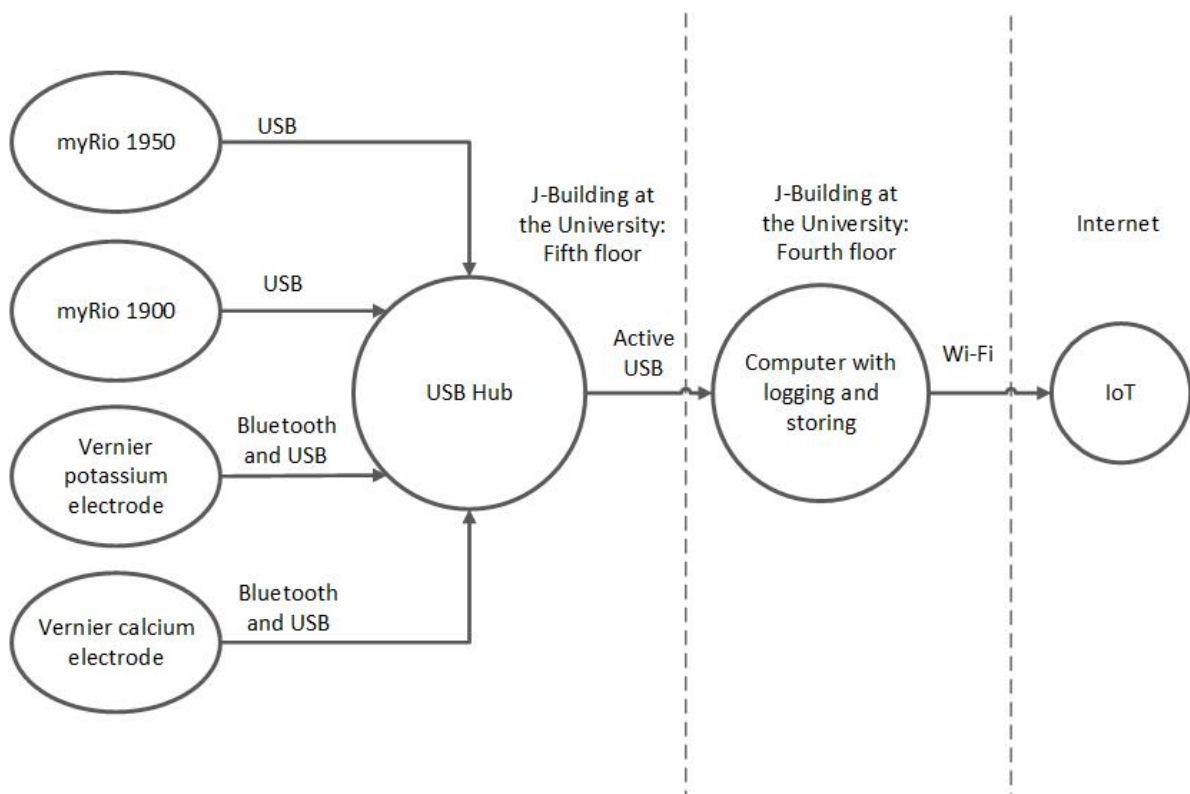 myRio 1950
USB
myRio 1900
USB
Vernier
potassium
electrode
Bluetooth
and USB
Vernier calcium
electrode
Bluetooth
and USB
USB Hub
J-Building at
the University:
Fifth floor
Active
USB
J-Building at
the University:
Fourth floor
Computer with
logging and
storing
Wi-Fi
Internet
IoT